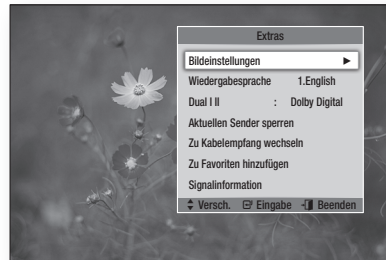 Extras
Bildeinstellungen ►
Wiedergabesprache 1.English
Dual I II : Dolby Digital
Aktuellen Sender sperren
Zu Kabelempfang wechseln
Zu Favoriten hinzufügen
Signalinformation
Versch. Eingabe Beenden